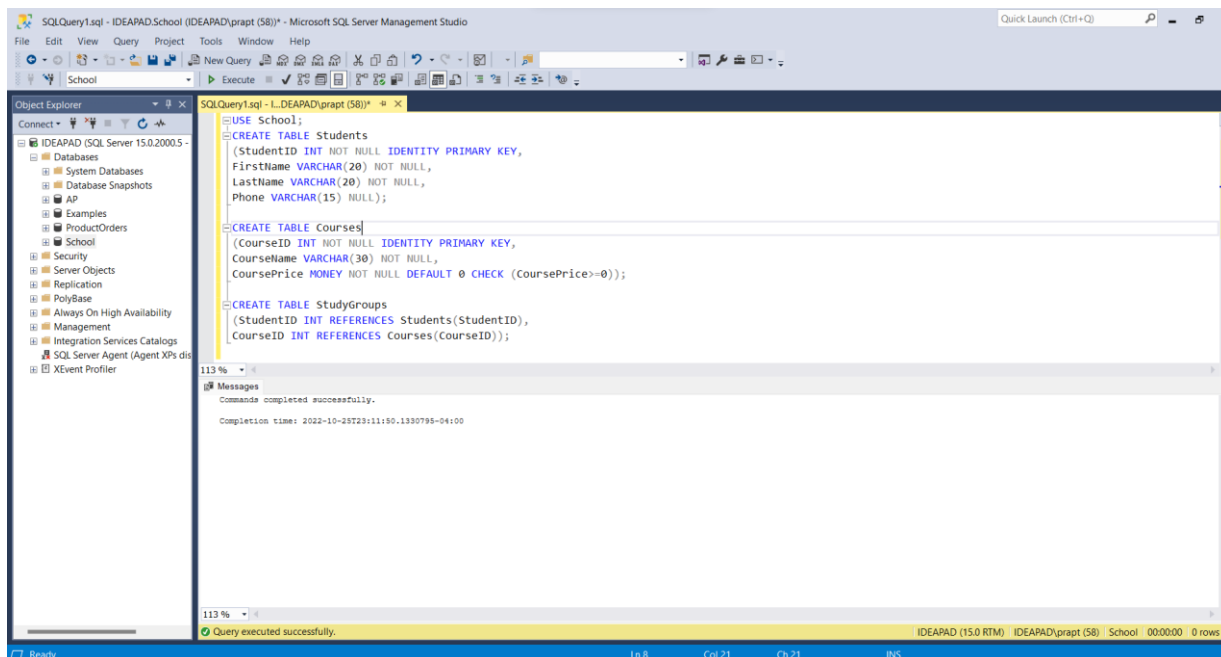 SQLQuery1.sql - IDEAPAD.School (IDEAPAD\prapt (58))* - Microsoft SQL Server Management Studio
Quick Launch (Ctrl+Q)
File Edit View Query Project Tools Window Help
New Query
School
Execute
Object Explorer
SQLQuery1.sql - I...DEAPAD\prapt (58))*
Connect
IDEAPAD (SQL Server 15.0.2000.5 -
Databases
System Databases
Database Snapshots
AP
Examples
ProductOrders
School
Security
Server Objects
Replication
PolyBase
Always On High Availability
Management
Integration Services Catalogs
SQL Server Agent (Agent XPs dis
XEvent Profiler
USE School;
CREATE TABLE Students
(StudentID INT NOT NULL IDENTITY PRIMARY KEY,
FirstName VARCHAR(20) NOT NULL,
LastName VARCHAR(20) NOT NULL,
Phone VARCHAR(15) NULL);
CREATE TABLE Courses
(CourseID INT NOT NULL IDENTITY PRIMARY KEY,
CourseName VARCHAR(30) NOT NULL,
CoursePrice MONEY NOT NULL DEFAULT 0 CHECK (CoursePrice>=0));
CREATE TABLE StudyGroups
(StudentID INT REFERENCES Students(StudentID),
CourseID INT REFERENCES Courses(CourseID));
113 %
Messages
Commands completed successfully.
Completion time: 2022-10-25T23:11:50.1330795-04:00
113 %
Query executed successfully.
IDEAPAD (15.0 RTM) IDEAPAD\prapt (58) School 00:00:00 0 rows
Ready Ln 8 Col 21 Ch 21 INS